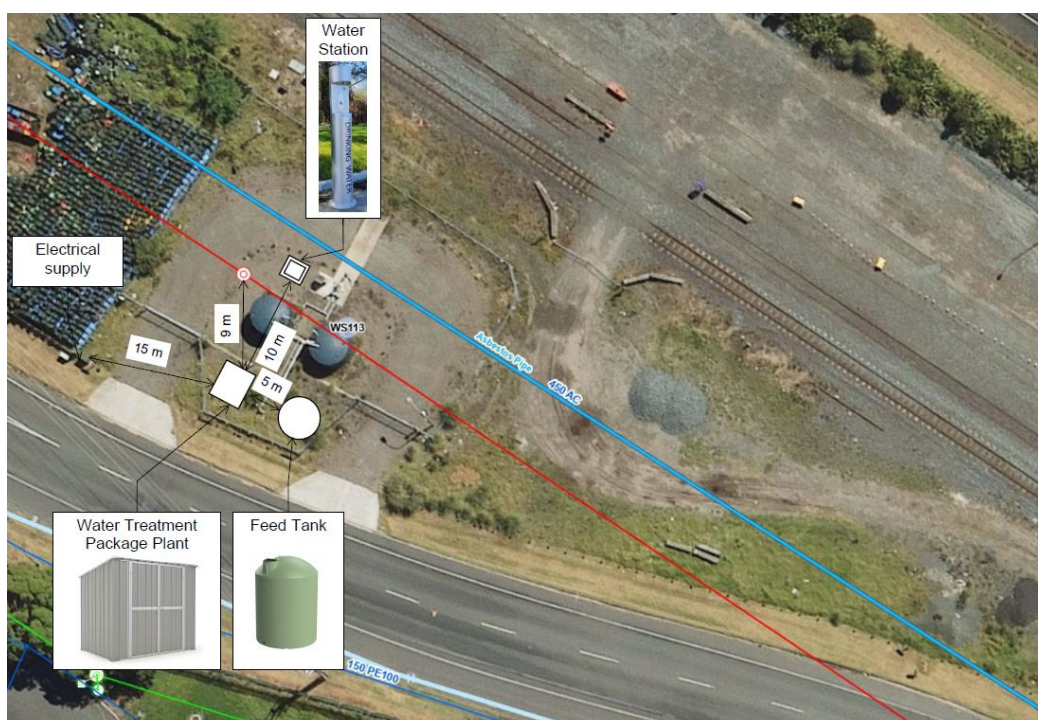 Water
Station
DRINKING WATER
Electrical
supply
9 m
WS113
15 m
10 m
5 m
Asbestos Pipe
450 AC
Water Treatment
Package Plant
Feed Tank
150 PE100